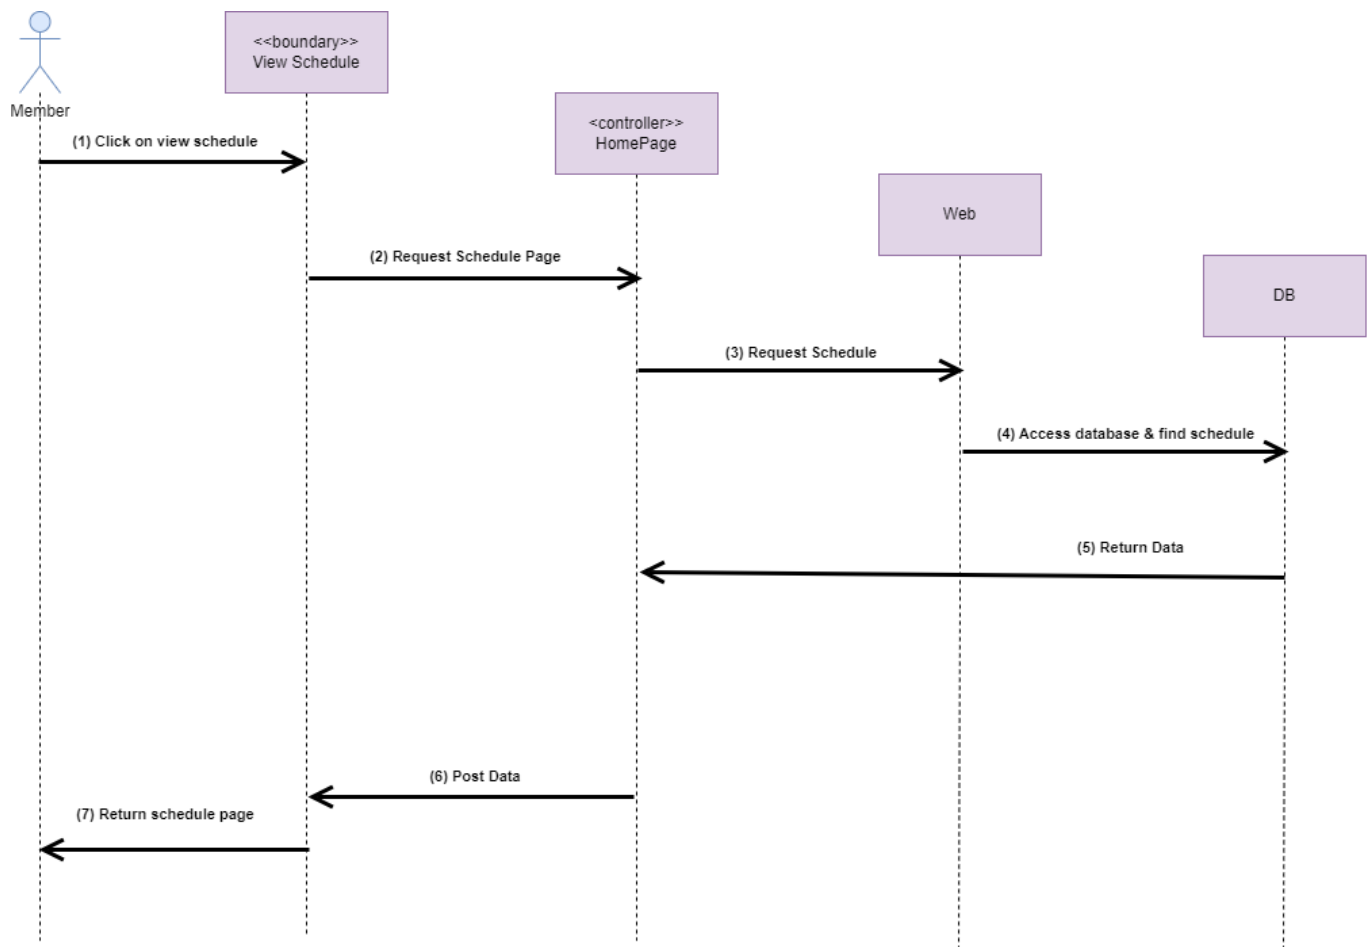 Member
<<boundary>>
View Schedule
<controller>>
HomePage
Web
DB
(1) Click on view schedule
(2) Request Schedule Page
(3) Request Schedule
(4) Access database & find schedule
(5) Return Data
(6) Post Data
(7) Return schedule page